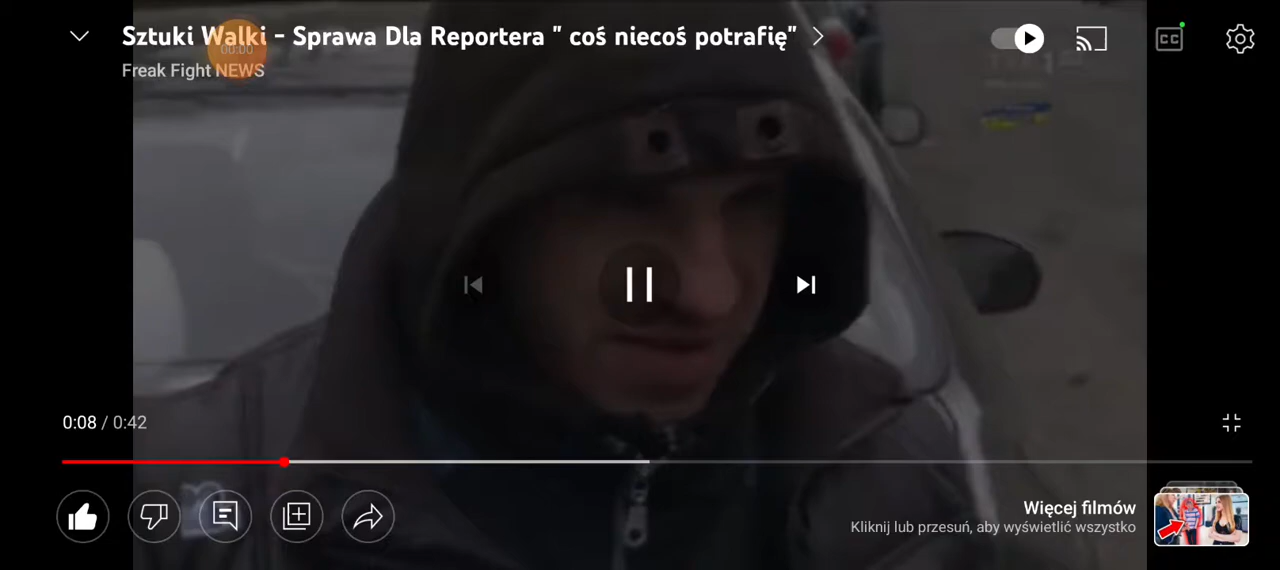 Sztuki Walki - Sprawa Dla Reportera " coś niecoś potrafię"
00:00
Freak Fight NEWS
CC
0:08 / 0:42
Więcej filmów
Kliknij lub przesuń, aby wyświetlić wszystko